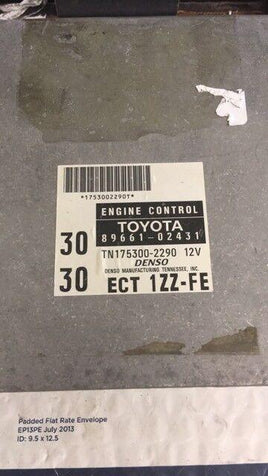 *1753002290T*
ENGINE CONTROL
TOYOTA
30 89661-02431
TN175300-2290 12V
DENSO
DENSO MANUFACTURING TENNESSEE, INC.
30 ECT 1ZZ-FE
Padded Flat Rate Envelope
EP13PE July 2013
ID: 9.5 x 12.5